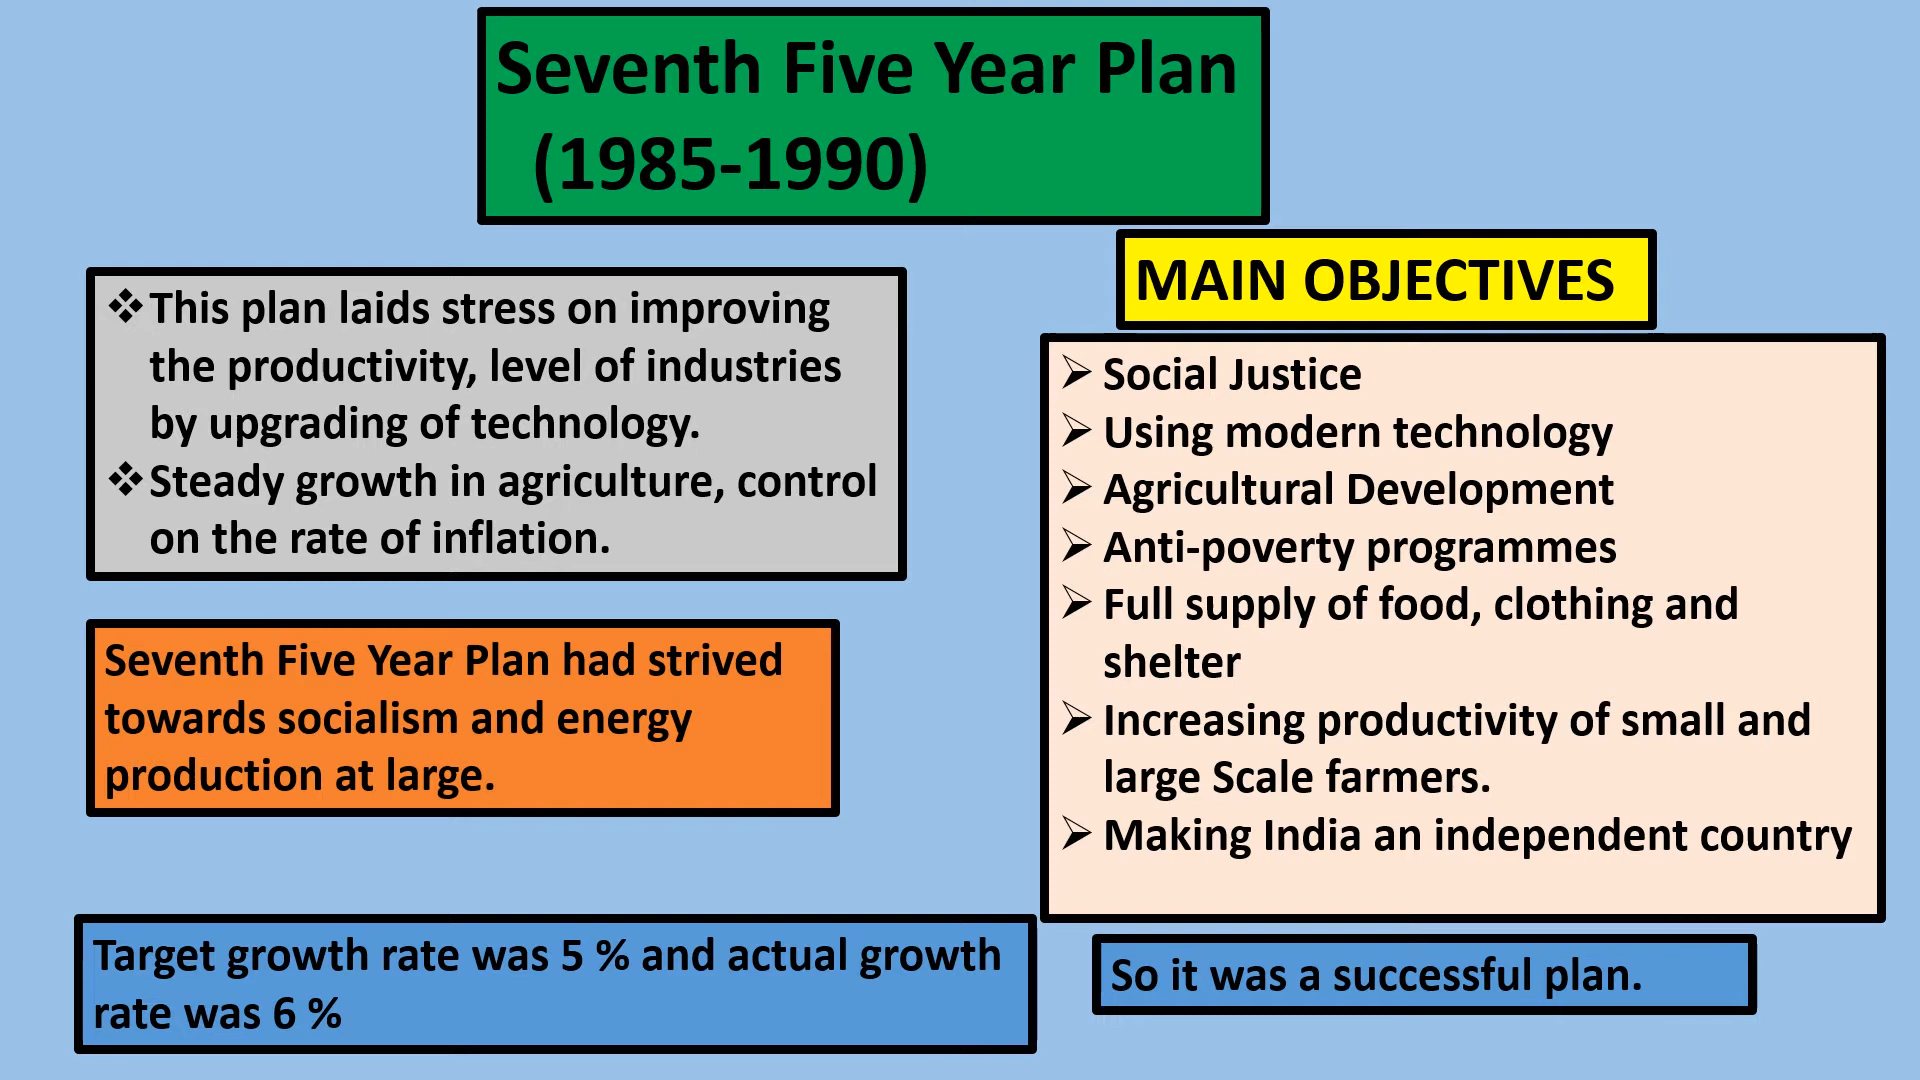 Seventh Five Year Plan
(1985-1990)
❖This plan laids stress on improving
the productivity, level of industries
by upgrading of technology.
❖Steady growth in agriculture, control
on the rate of inflation.
Seventh Five Year Plan had strived
towards socialism and energy
production at large.
Target growth rate was 5 % and actual growth
rate was 6 %
MAIN OBJECTIVES
➢ Social Justice
➢ Using modern technology
➢ Agricultural Development
➢ Anti-poverty programmes
➢ Full supply of food, clothing and
shelter
➢ Increasing productivity of small and
large Scale farmers.
➢ Making India an independent country
So it was a successful plan.